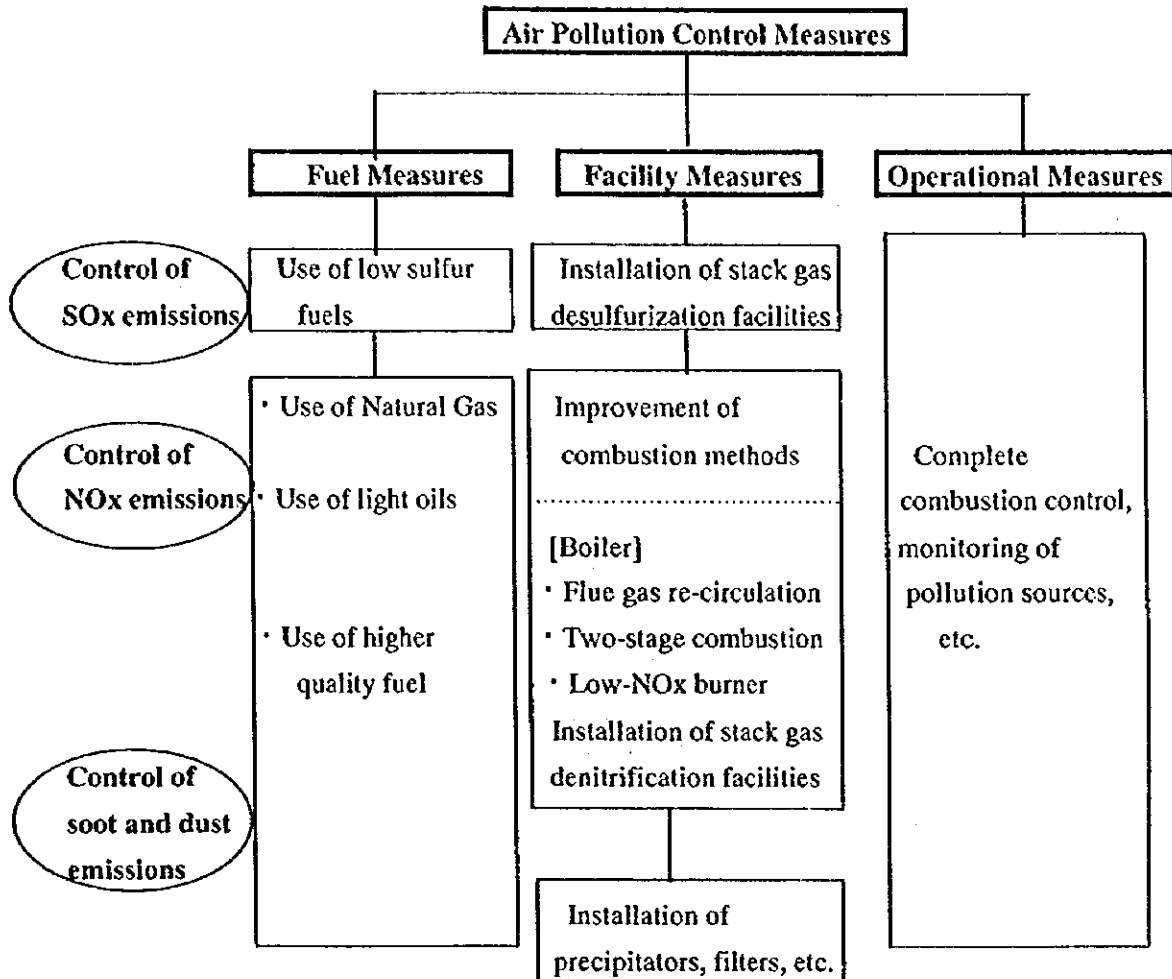 Air Pollution Control Measures
Fuel Measures
Facility Measures
Operational Measures
Control of
SOx emissions
Use of low sulfur
fuels
Installation of stack gas
desulfurization facilities
Control of
NOx emissions
· Use of Natural Gas
· Use of light oils
· Use of higher
quality fuel
Improvement of
combustion methods
[Boiler]
· Flue gas re-circulation
· Two-stage combustion
· Low-NOx burner
Installation of stack gas
denitrification facilities
Complete
combustion control,
monitoring of
pollution sources,
etc.
Control of
soot and dust
emissions
Installation of
precipitators, filters, etc.